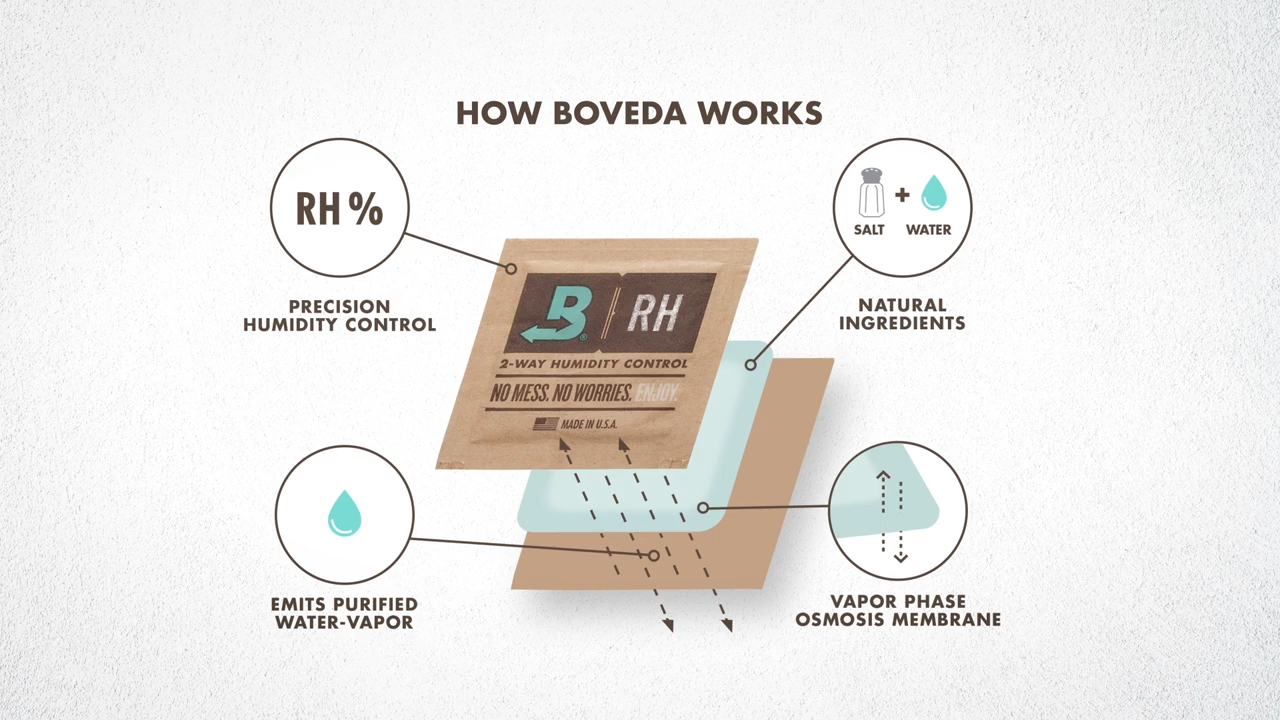 HOW BOVEDA WORKS
RH %
PRECISION
HUMIDITY CONTROL
SALT + WATER
NATURAL
INGREDIENTS
B ® RH
2-WAY HUMIDITY CONTROL
NO MESS. NO WORRIES. ENJOY.
MADE IN U.S.A.
EMITS PURIFIED
WATER-VAPOR
VAPOR PHASE
OSMOSIS MEMBRANE